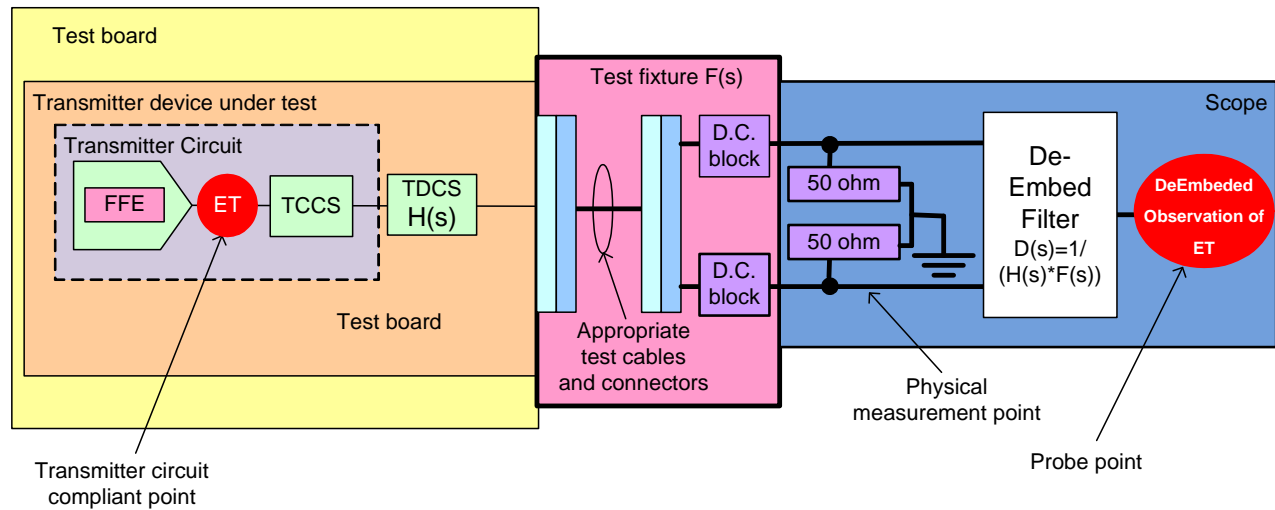 Test board
Transmitter device under test
Transmitter Circuit
FFE
ET
TCCS
TDCS
H(s)
Test board
Transmitter circuit
compliant point
Test fixture F(s)
D.C.
block
D.C.
block
Appropriate
test cables
and connectors
Scope
50 ohm
50 ohm
De-
Embed
Filter
D(s)=1/
(H(s)*F(s))
DeEmbeded
Observation of
ET
Physical
measurement point
Probe point